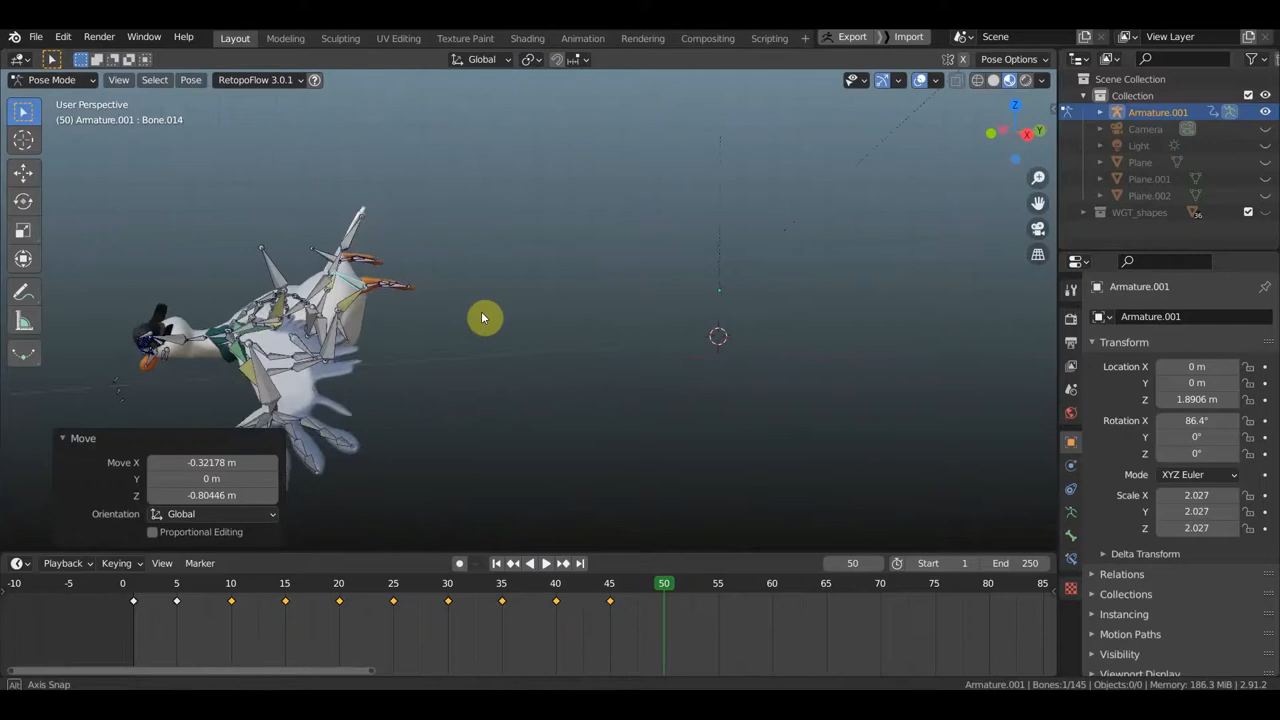 File Edit Render Window Help Layout Modeling Sculpting UV Editing Texture Paint Shading Animation Rendering Compositing Scripting + Export Import Scene View Layer
Global Pose Options
Pose Mode View Select Pose RetopoFlow 3.0.1
User Perspective
(50) Armature.001 : Bone.014
Z
Y
X
Scene Collection
Collection
Armature.001
Camera
Light
Plane
Plane.001
Plane.002
WGT_shapes 36
Armature.001
Armature.001
Transform
Location X 0 m
Y 0 m
Z 1.8906 m
Rotation X 86.4°
Y 0°
Z 0°
Mode XYZ Euler
Scale X 2.027
Y 2.027
Z 2.027
Delta Transform
Relations
Collections
Instancing
Motion Paths
Visibility
Viewport Display
Move
Move X -0.32178 m
Y 0 m
Z -0.80446 m
Orientation Global
Proportional Editing
Playback Keying View Marker 50 Start 1 End 250
-10 -5 0 5 10 15 20 25 30 35 40 45 50 55 60 65 70 75 80 85
Alt Axis Snap
Armature.001 | Bones:1/145 | Objects:0/0 | Memory: 186.3 MiB | 2.91.2